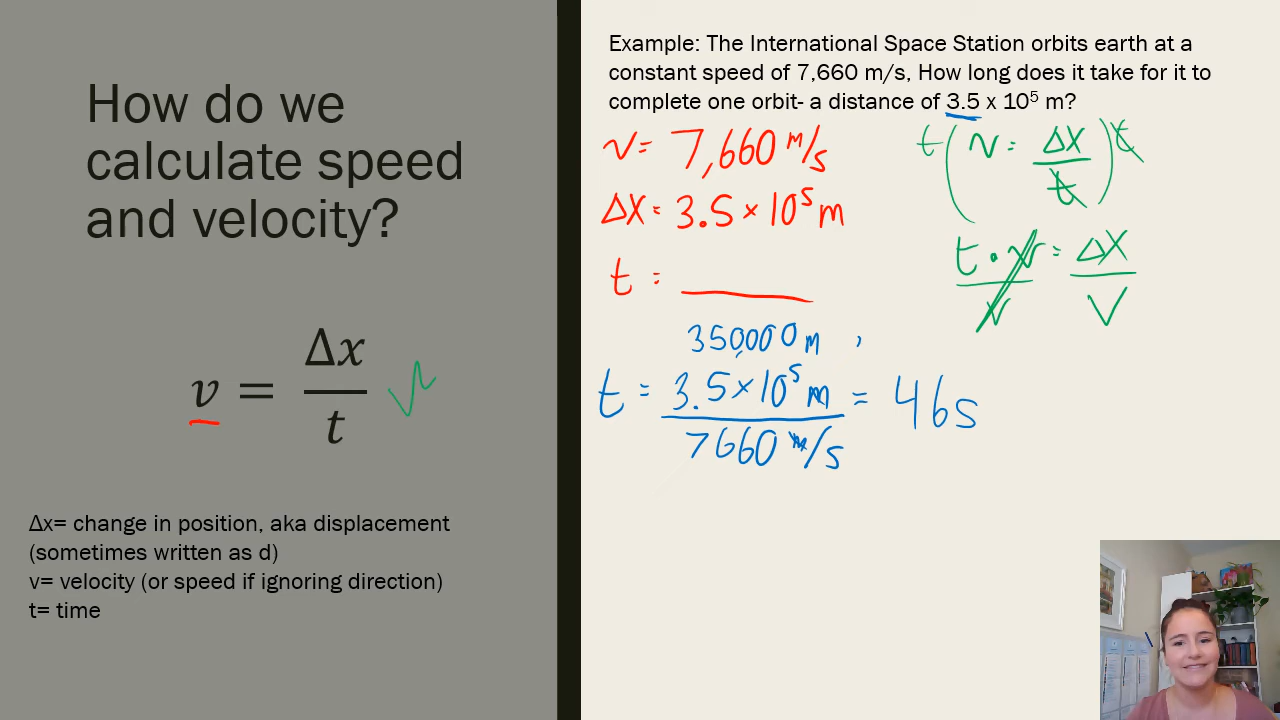 How do we
calculate speed
and velocity?
v = Δx / t
v
Δx= change in position, aka displacement
(sometimes written as d)
v= velocity (or speed if ignoring direction)
t= time
Example: The International Space Station orbits earth at a
constant speed of 7,660 m/s, How long does it take for it to
complete one orbit- a distance of 3.5 x 10⁵ m?
v= 7,660 m/s
Δx= 3.5 × 10⁵ m
t =
t ( v = Δx / t ) t
t · v / v = Δx / v
350,000 m
t = 3.5×10⁵ m / 7660 m/s = 46s